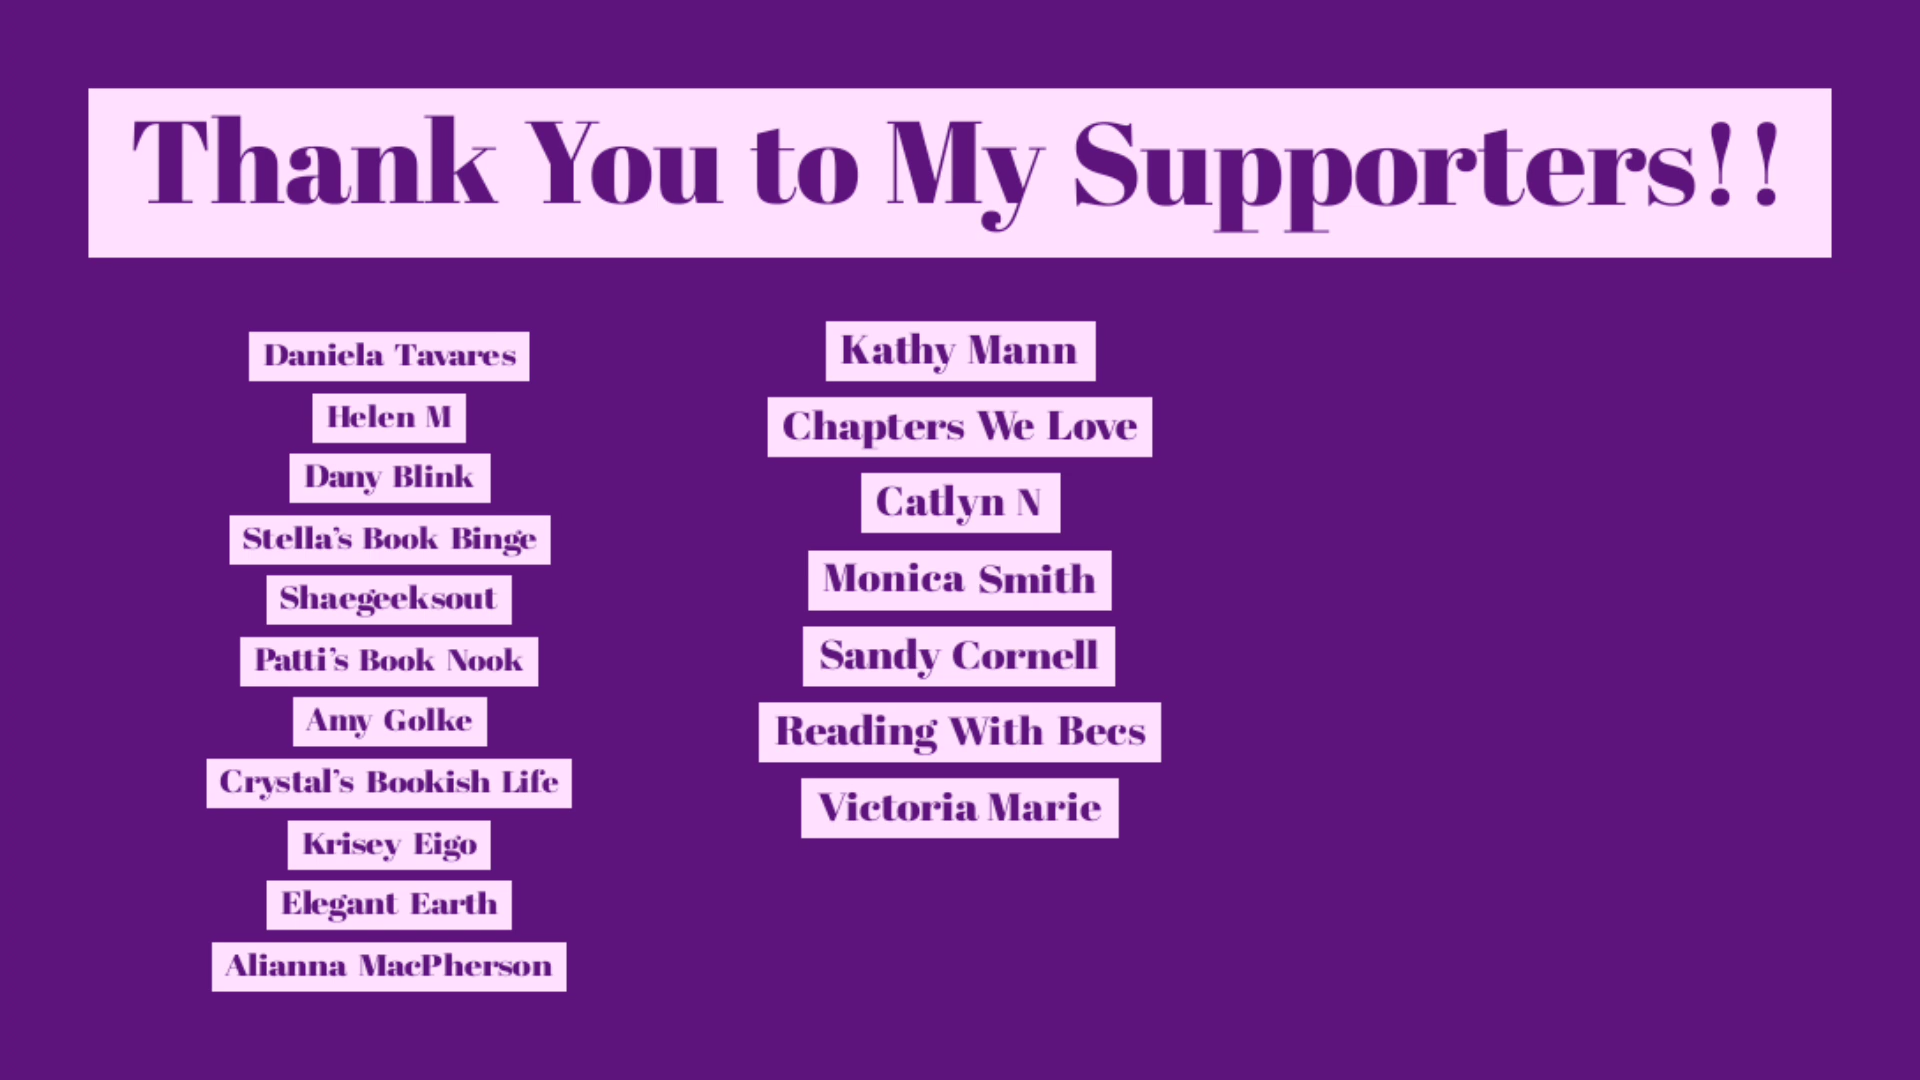 Thank You to My Supporters!!
Daniela Tavares
Helen M
Dany Blink
Stella's Book Binge
Shaegeeksout
Patti's Book Nook
Amy Golke
Crystal's Bookish Life
Krisey Eigo
Elegant Earth
Alianna MacPherson
Kathy Mann
Chapters We Love
Catlyn N
Monica Smith
Sandy Cornell
Reading With Becs
Victoria Marie